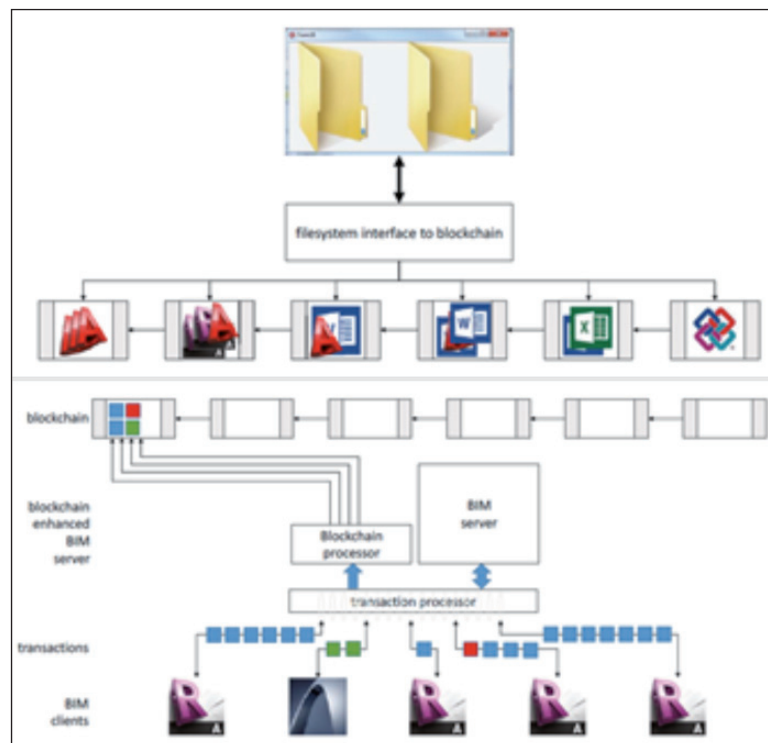 filesystem interface to blockchain
blockchain
blockchain
enhanced
BIM
server
BIM
server
Blockchain
processor
transaction processor
transactions
BIM
clients